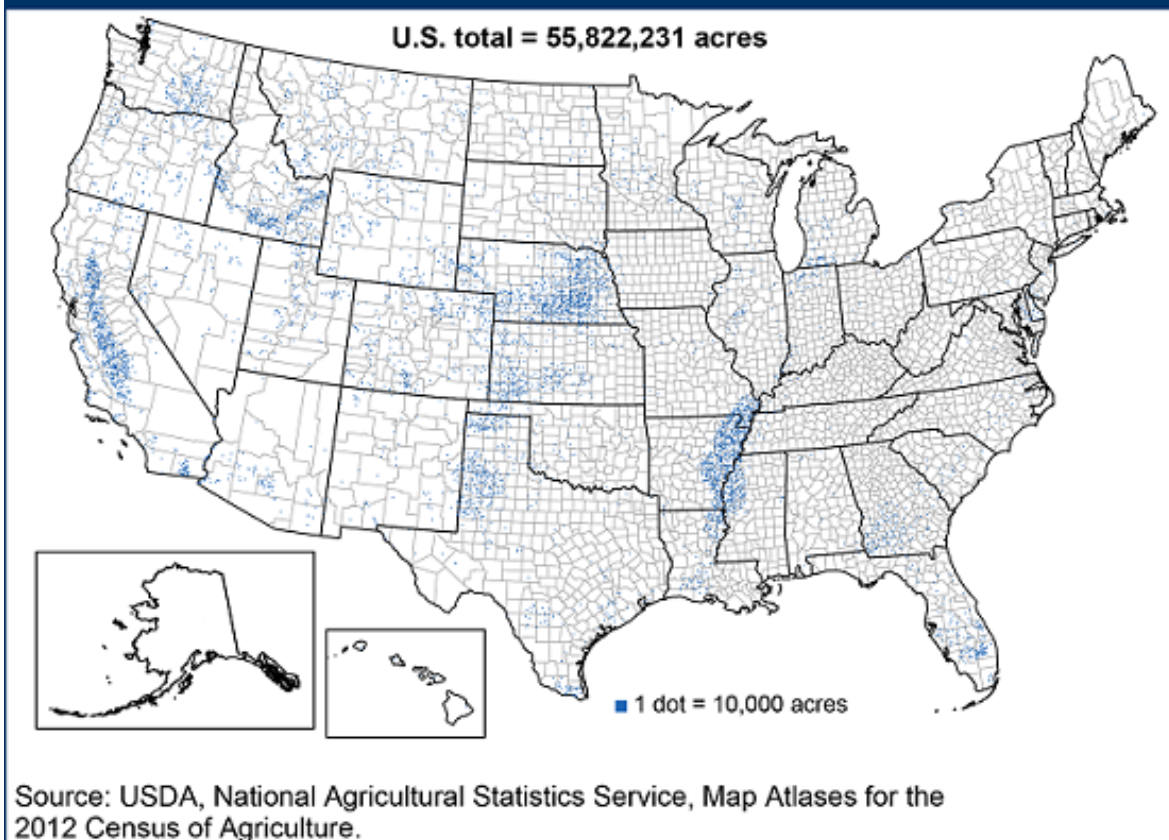 U.S. total = 55,822,231 acres
1 dot = 10,000 acres
Source: USDA, National Agricultural Statistics Service, Map Atlases for the
2012 Census of Agriculture.